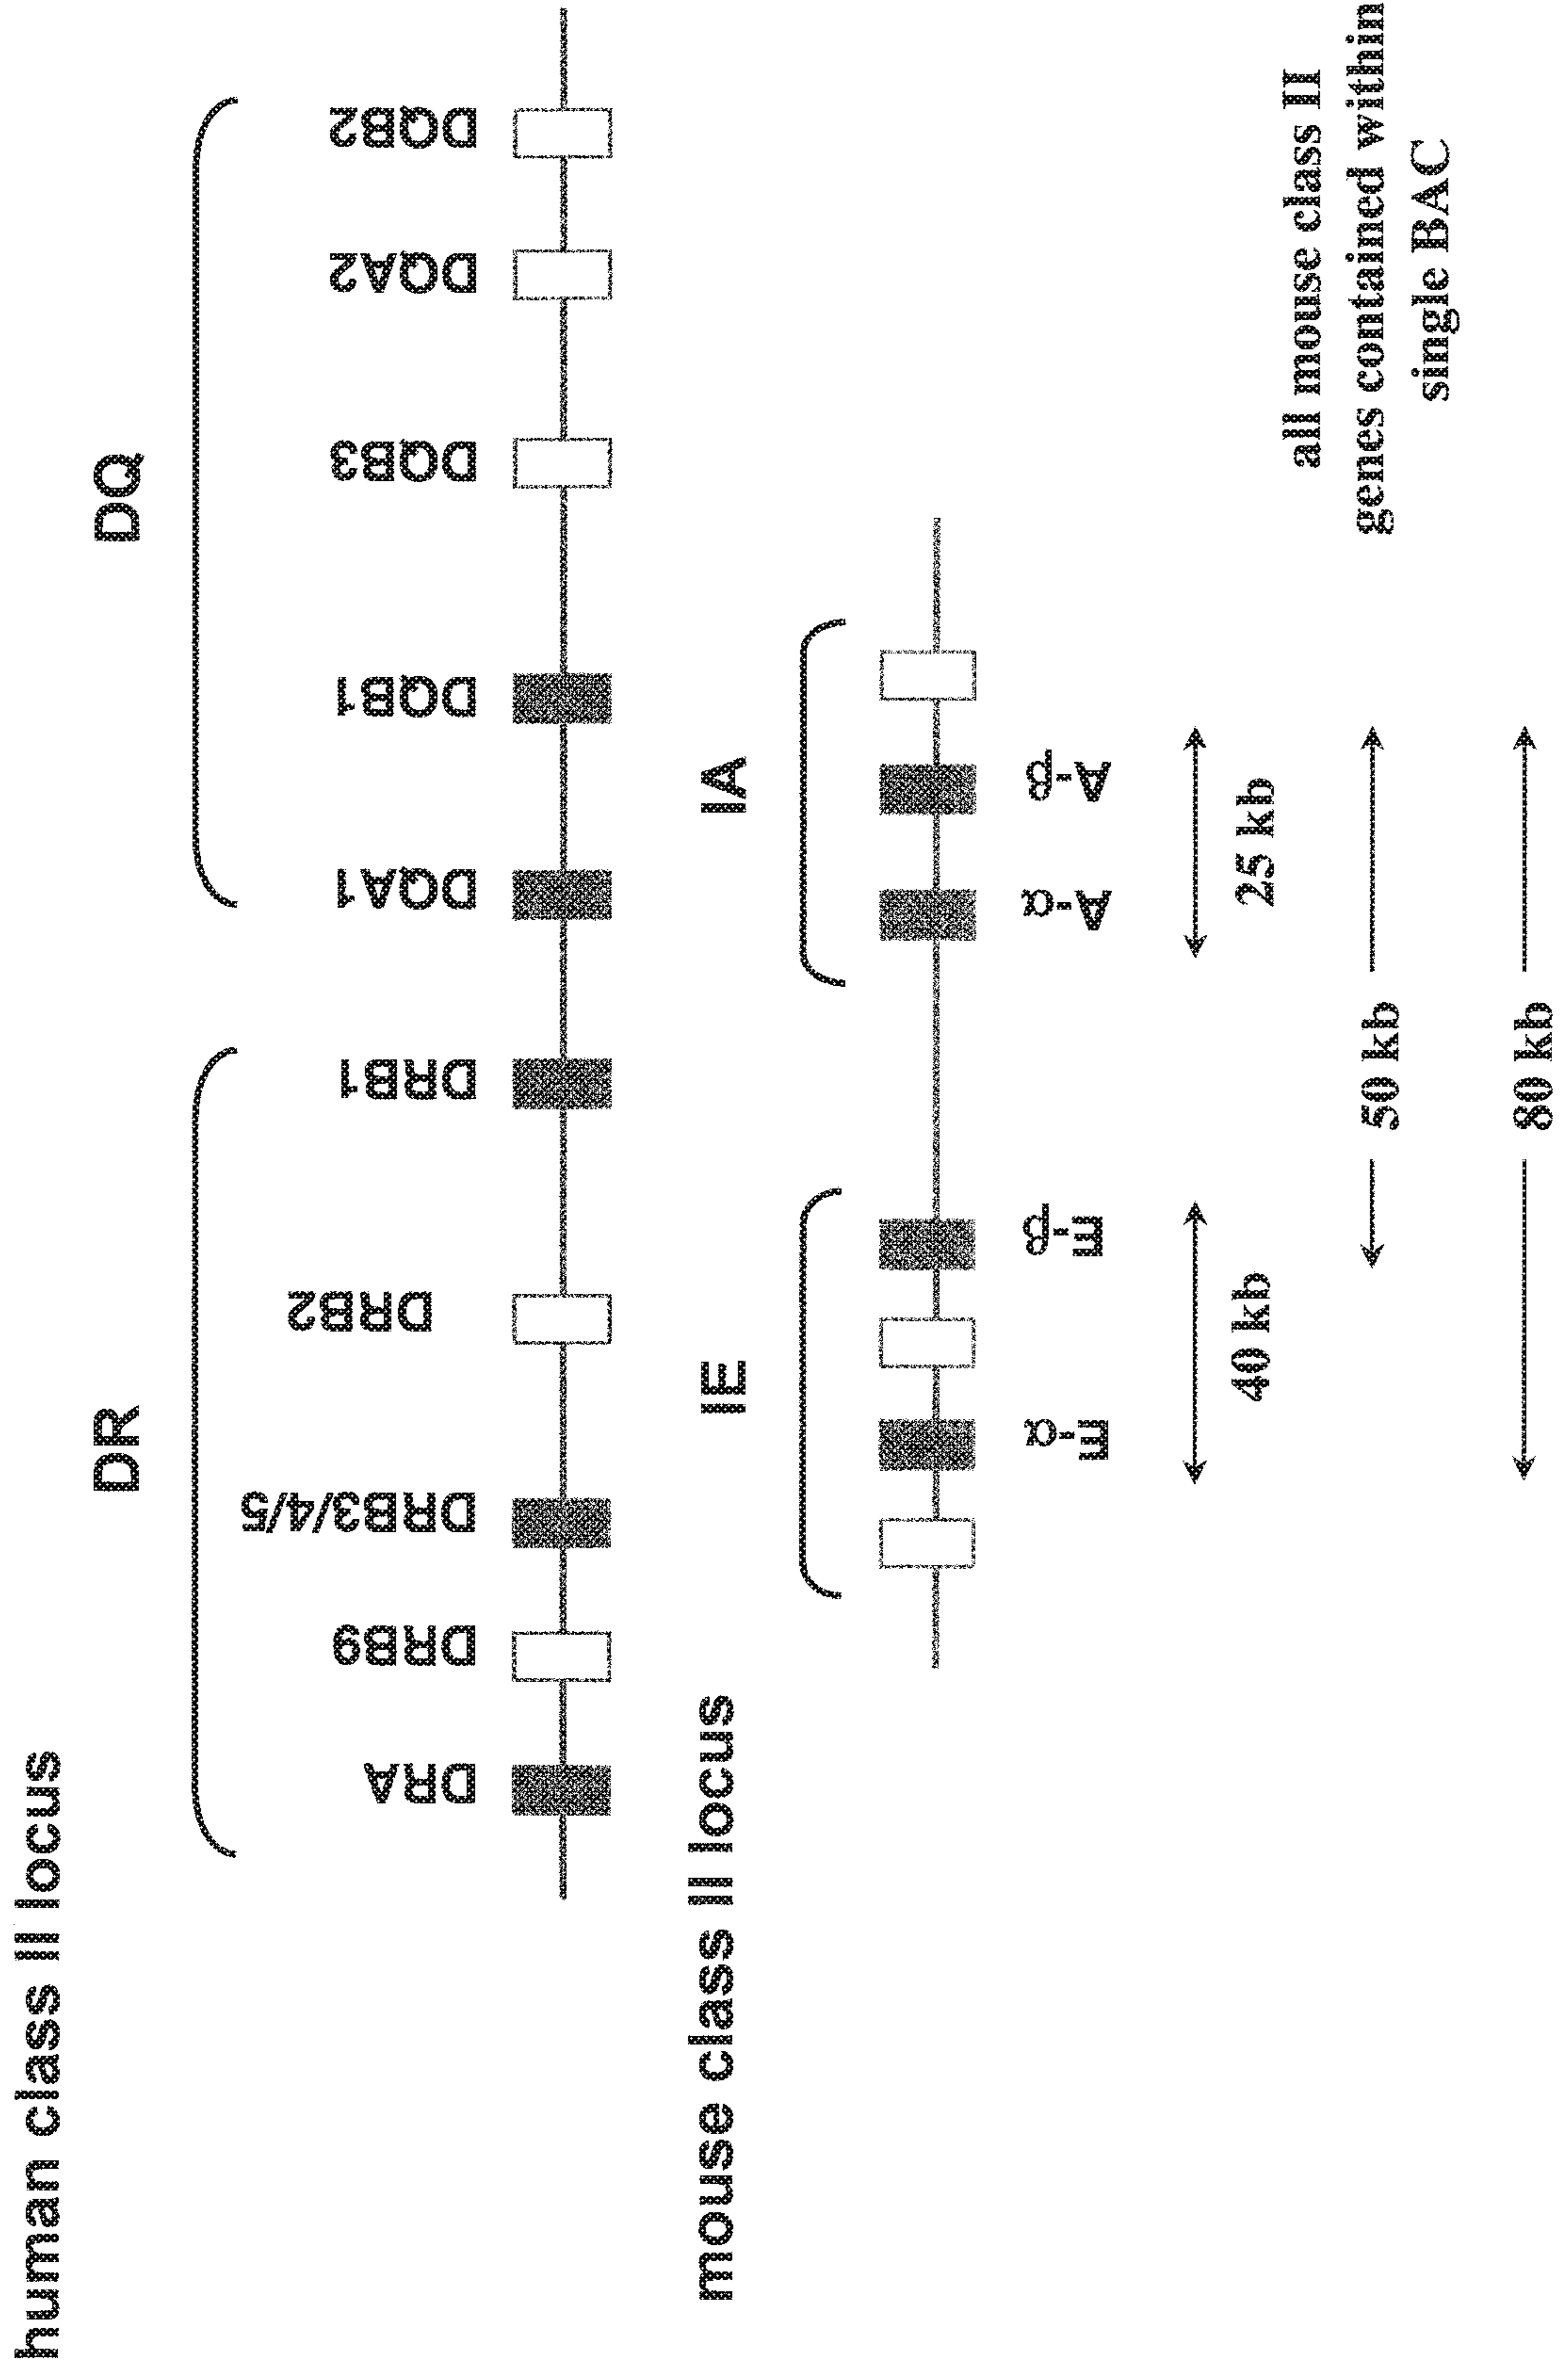 human class II locus
DR
DQ
DRA
DRB9
DRB3/4/5
DRB2
DRB1
DQA1
DQB1
DQB3
DQA2
DQB2
mouse class II locus
IE
IA
E-α
E-β
A-α
A-β
40 kb
25 kb
50 kb
80 kb
all mouse class II
genes contained within
single BAC